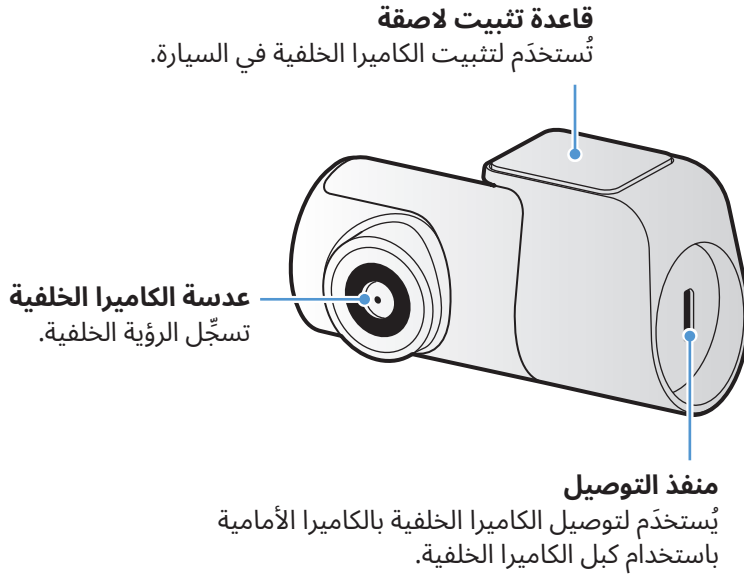 قاعدة تثبيت لاصقة
تُستخدَم لتثبيت الكاميرا الخلفية في السيارة.
عدسة الكاميرا الخلفية
تسجِّل الرؤية الخلفية.
منفذ التوصيل
يُستخدَم لتوصيل الكاميرا الخلفية بالكاميرا الأمامية
باستخدام كبل الكاميرا الخلفية.